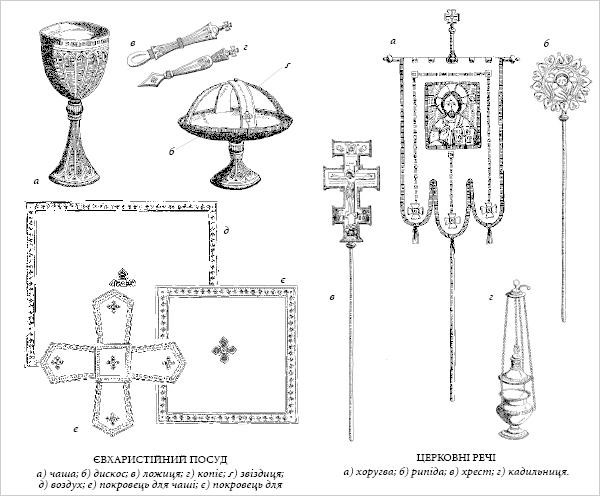 в
г
ґ
а
б
д
є
є
ЄВХАРИСТІЙНИЙ ПОСУД
а) чаша; б) дискос; в) ложиця; г) копіє; ґ) звіздиця;
д) воздух; е) покровець для чаші; є) покровець для
а
б
в
г
ЦЕРКОВНІ РЕЧІ
а) хоругва; б) рипіда; в) хрест; г) кадильниця.